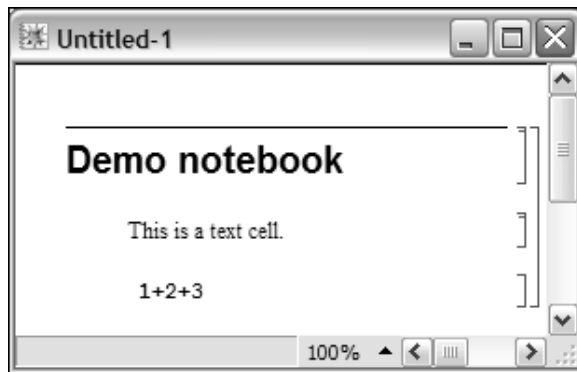 Untitled-1
Demo notebook
This is a text cell.
1+2+3
100%